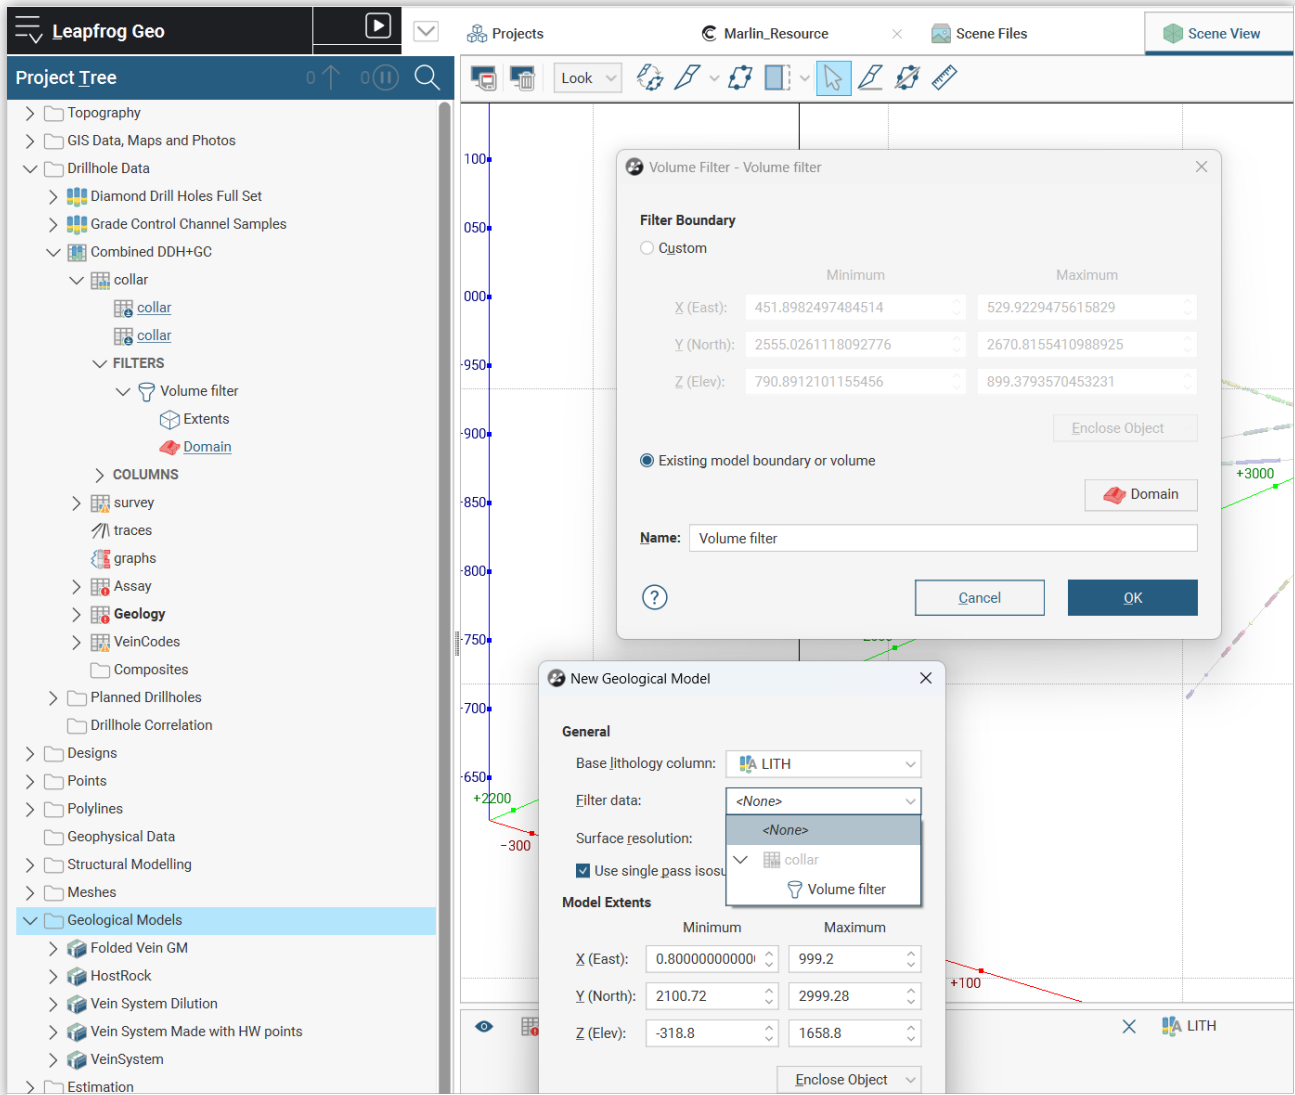 Leapfrog Geo
Projects
Marlin_Resource
Scene Files
Scene View
Project Tree
0
0
Look
Topography
GIS Data, Maps and Photos
Drillhole Data
Diamond Drill Holes Full Set
Grade Control Channel Samples
Combined DDH+GC
collar
collar
collar
FILTERS
Volume filter
Extents
Domain
COLUMNS
survey
traces
graphs
Assay
Geology
VeinCodes
Composites
Planned Drillholes
Drillhole Correlation
Designs
Points
Polylines
Geophysical Data
Structural Modelling
Meshes
Geological Models
Folded Vein GM
HostRock
Vein System Dilution
Vein System Made with HW points
VeinSystem
Estimation
100
050
000
-950
-900
-850
-800
-750
-700
-650
+2200
-300
+3000
+100
Volume Filter - Volume filter
Filter Boundary
Custom
Minimum Maximum
X (East): 451.8982497484514 529.9229475615829
Y (North): 2555.0261118092776 2670.8155410988925
Z (Elev): 790.8912101155456 899.3793570453231
Enclose Object
Existing model boundary or volume
Domain
Name: Volume filter
Cancel OK
New Geological Model
General
Base lithology column: LITH
Filter data: <None>
<None>
collar
Volume filter
Surface resolution:
Use single pass isosu
Model Extents
Minimum Maximum
X (East): 0.80000000000 999.2
Y (North): 2100.72 2999.28
Z (Elev): -318.8 1658.8
Enclose Object
LITH